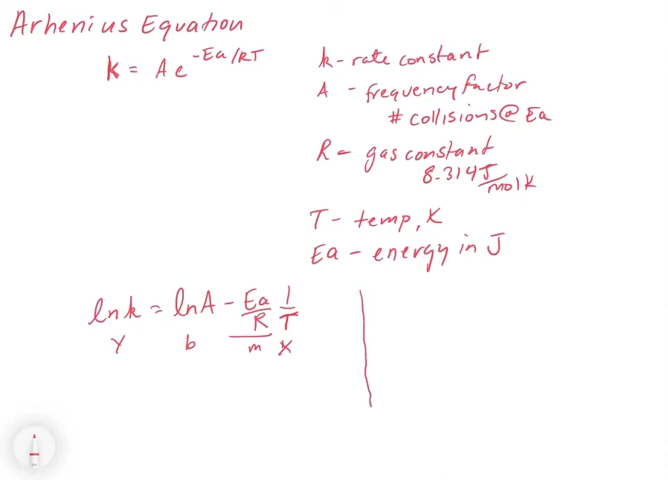 Arhenius Equation
k = A e^-Ea/RT
k - rate constant
A - frequency factor
# collisions @ Ea
R = gas constant
8.314 J/mol K
T - temp, K
Ea - energy in J
ln k = ln A - Ea/R 1/T
y b m x